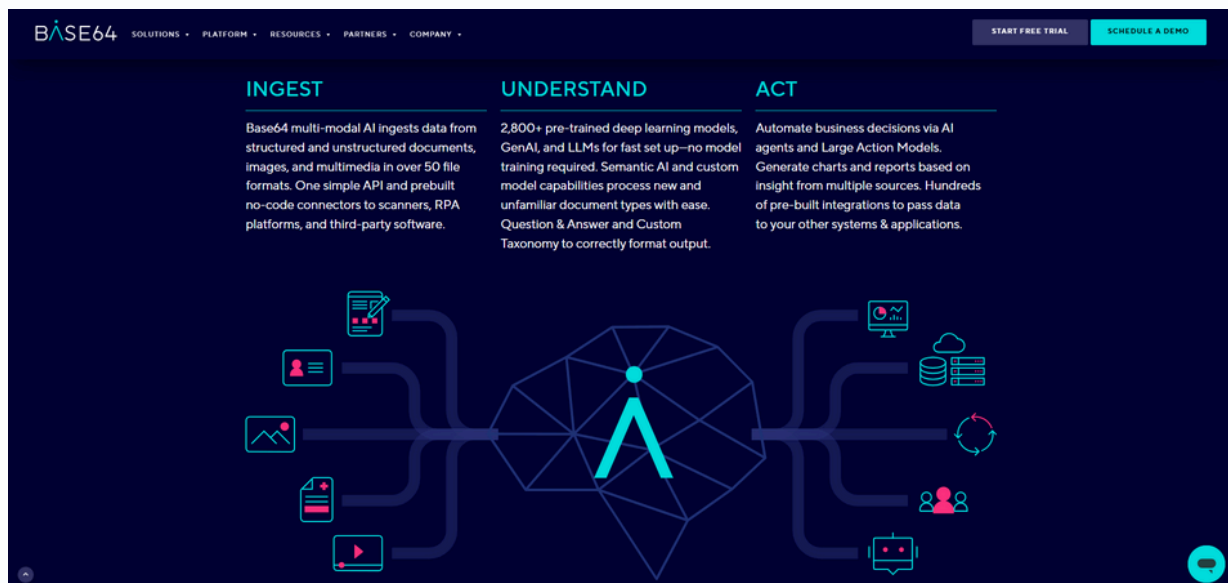 BASE64
SOLUTIONS
PLATFORM
RESOURCES
PARTNERS
COMPANY
START FREE TRIAL
SCHEDULE A DEMO
INGEST
Base64 multi-modal AI ingests data from
structured and unstructured documents,
images, and multimedia in over 50 file
formats. One simple API and prebuilt
no-code connectors to scanners, RPA
platforms, and third-party software.
UNDERSTAND
2,800+ pre-trained deep learning models,
GenAI, and LLMs for fast set up—no model
training required. Semantic AI and custom
model capabilities process new and
unfamiliar document types with ease.
Question & Answer and Custom
Taxonomy to correctly format output.
ACT
Automate business decisions via AI
agents and Large Action Models.
Generate charts and reports based on
insight from multiple sources. Hundreds
of pre-built integrations to pass data
to your other systems & applications.